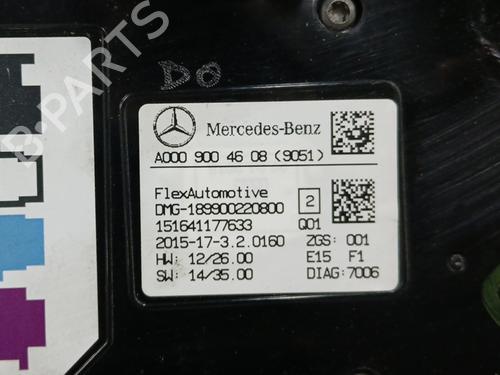 DO
Mercedes-Benz
A000 900 46 08 (9051)
FlexAutomotive
DMG-189900220800
2
151641177633
Q01
2015-17-3.2.0160
ZGS: 001
HW: 12/26.00
E15 F1
SW: 14/35.00
DIAG:7006
B-PARTS